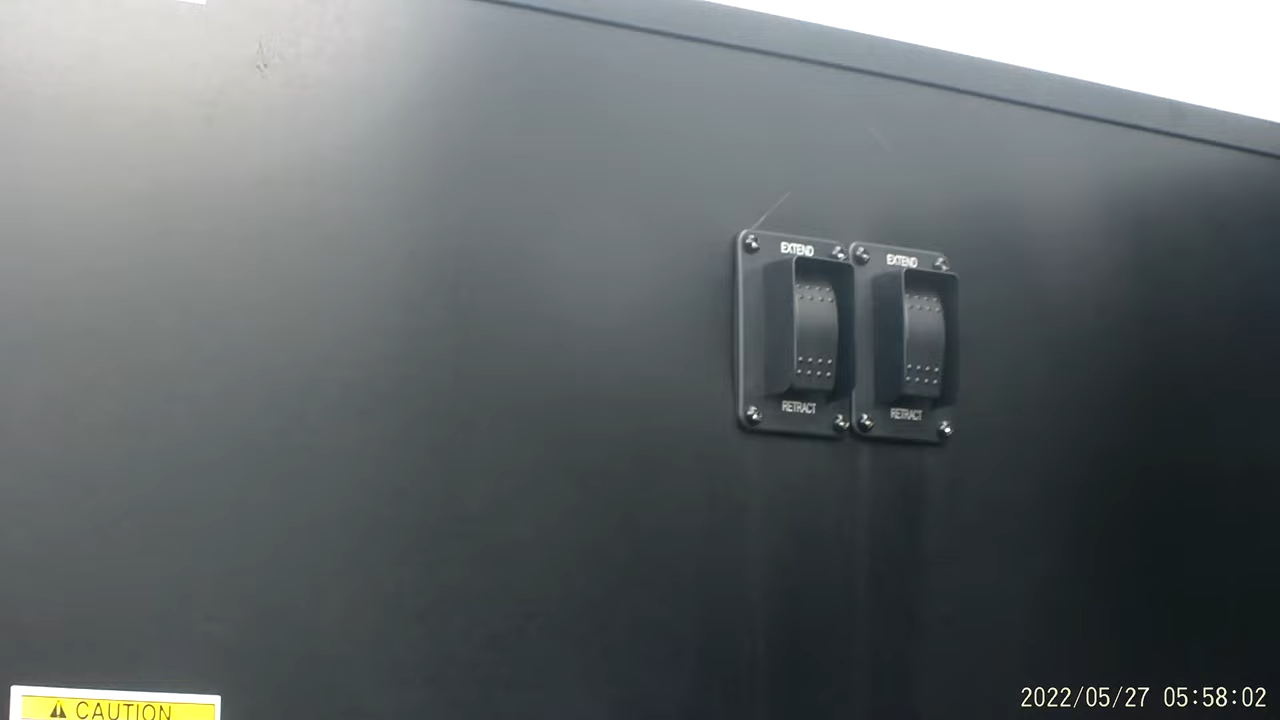 EXTEND
EXTEND
RETRACT
RETRACT
CAUTION
2022/05/27 05:58:02